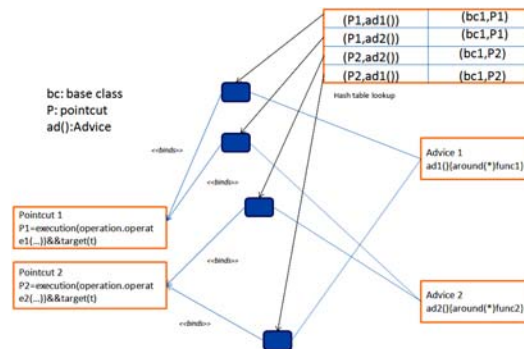 (P1,ad1()) (bc1,P1)
(P1,ad2()) (bc1,P1)
(P2,ad2()) (bc1,P2)
(P2,ad1()) (bc1,P2)
Hash table lookup
bc: base class
P: pointcut
ad():Advice
<<binds>>
Advice 1
ad1(){around(*)func1}
<<binds>>
Pointcut 1
P1=execution(operation.operat
e1(...))&&target(t)
<<binds>>
Pointcut 2
P2=execution(operation.operat
e2(...))&&target(t)
Advice 2
ad2(){around(*)func2}
<<binds>>